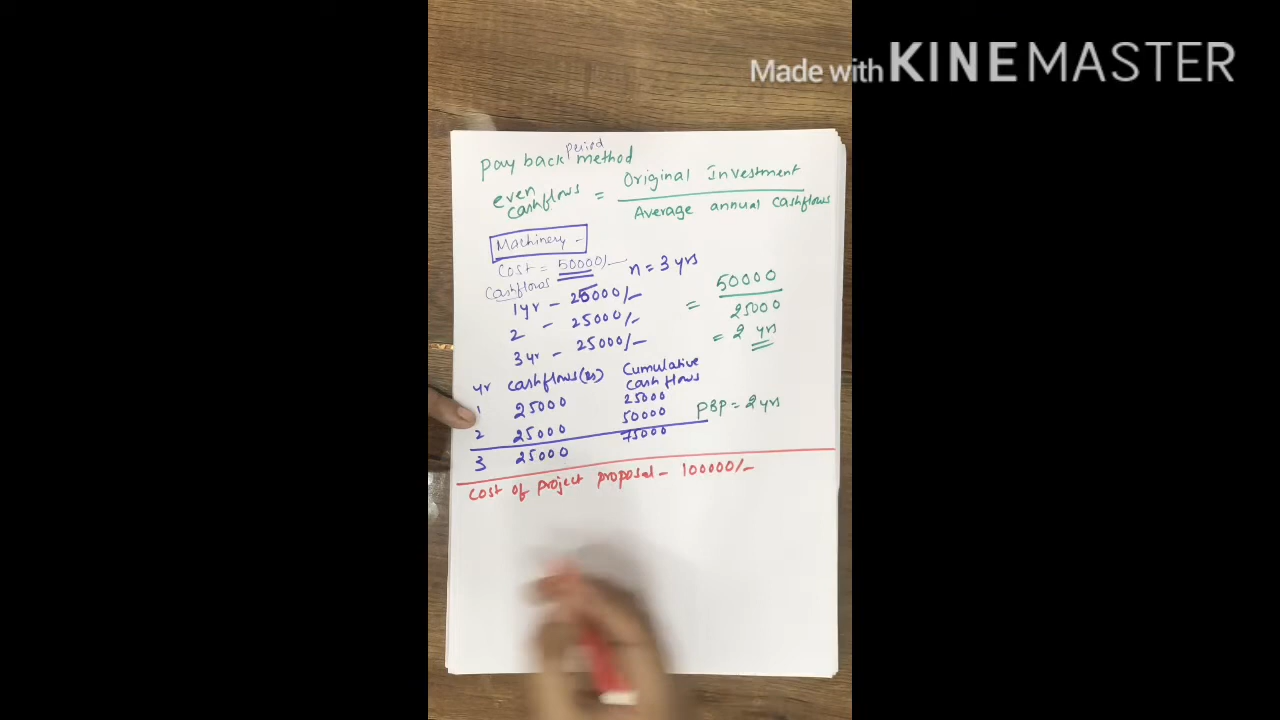 Made with KINEMASTER
pay back period method
even cashflows = Original Investment / Average annual cashflows
Machinery -
Cost = 50000/- n = 3 yrs
Cashflows
1yr - 25000/-
2 - 25000/-
3 yr - 25000/-
= 50000 / 25000
= 2 yrs
yr cashflows(Rs) Cumulative cash flows
1 25000 25000
2 25000 50000 PBP = 2 yrs
3 25000 75000
Cost of project proposal - 100000/-